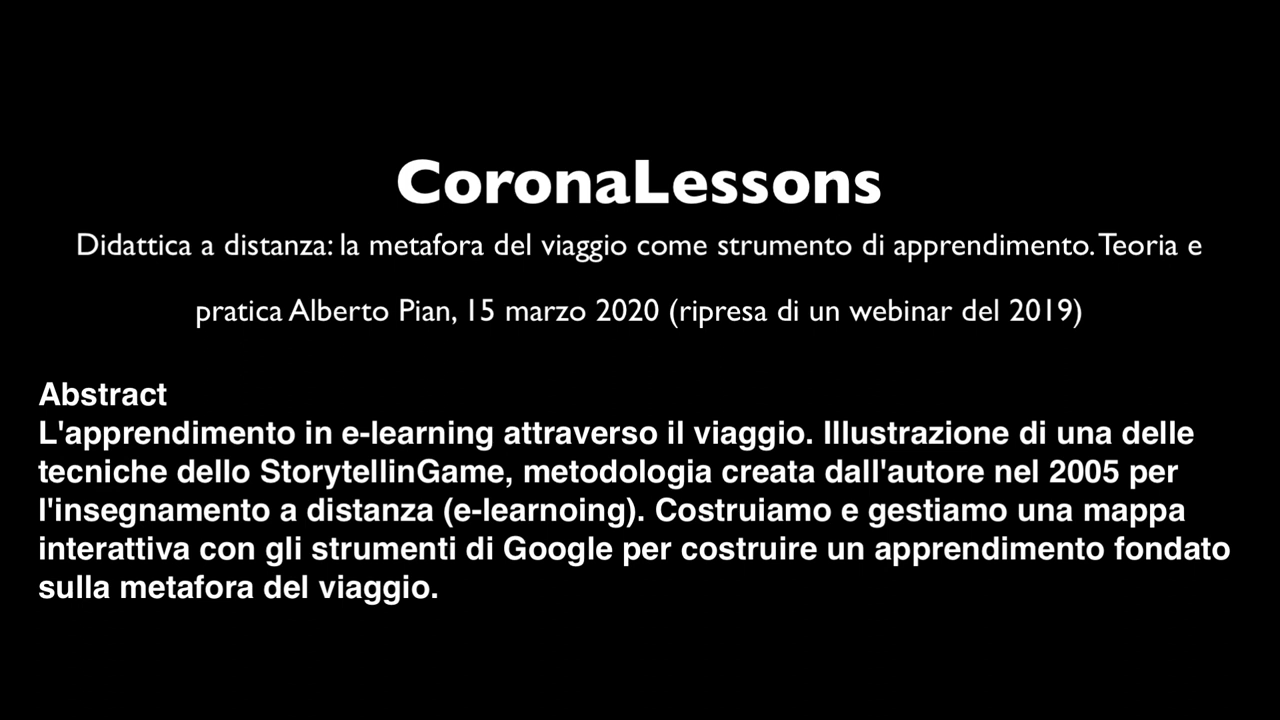 CoronaLessons
Didattica a distanza: la metafora del viaggio come strumento di apprendimento. Teoria e
pratica Alberto Pian, 15 marzo 2020 (ripresa di un webinar del 2019)
Abstract
L'apprendimento in e-learning attraverso il viaggio. Illustrazione di una delle
tecniche dello StorytellinGame, metodologia creata dall'autore nel 2005 per
l'insegnamento a distanza (e-learnoing). Costruiamo e gestiamo una mappa
interattiva con gli strumenti di Google per costruire un apprendimento fondato
sulla metafora del viaggio.